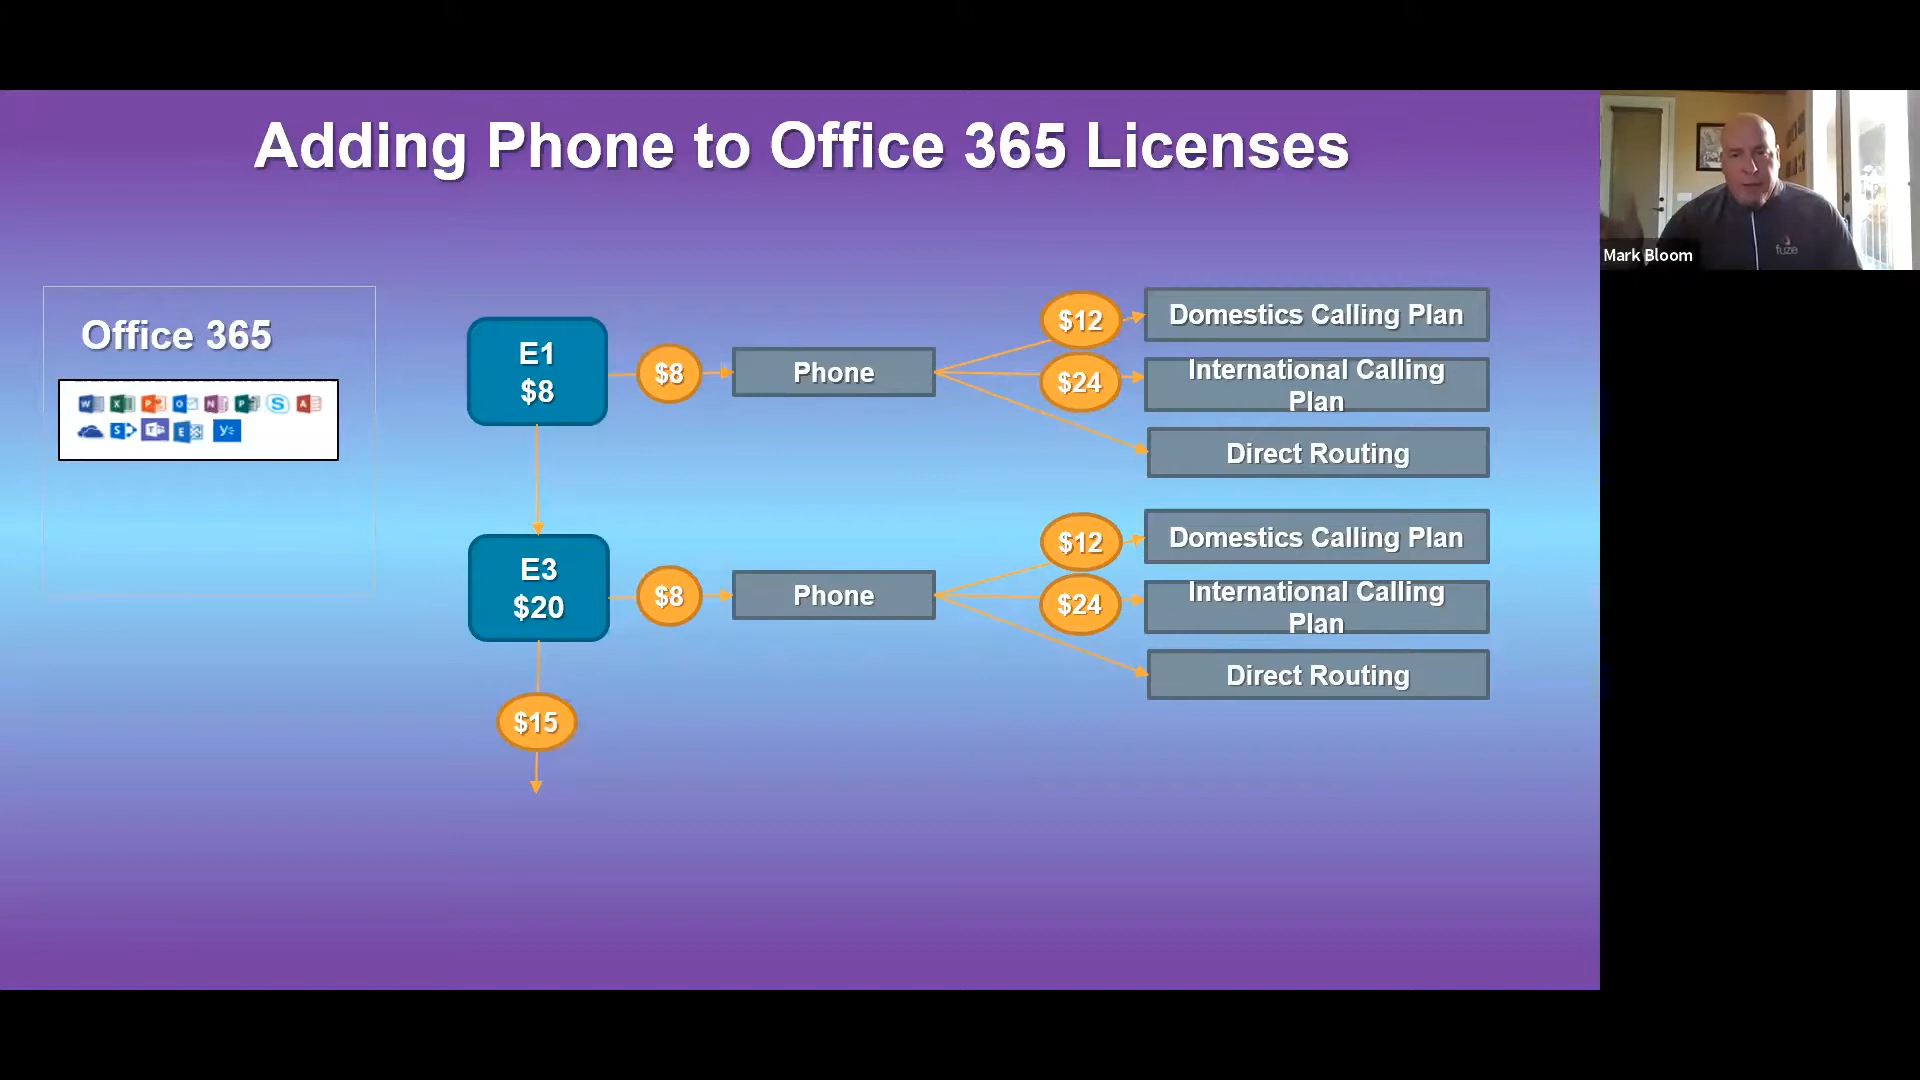 Adding Phone to Office 365 Licenses
Mark Bloom
fuze
Office 365
E1
$8
$8
Phone
$12
Domestics Calling Plan
$24
International Calling
Plan
Direct Routing
E3
$20
$8
Phone
$12
Domestics Calling Plan
$24
International Calling
Plan
Direct Routing
$15